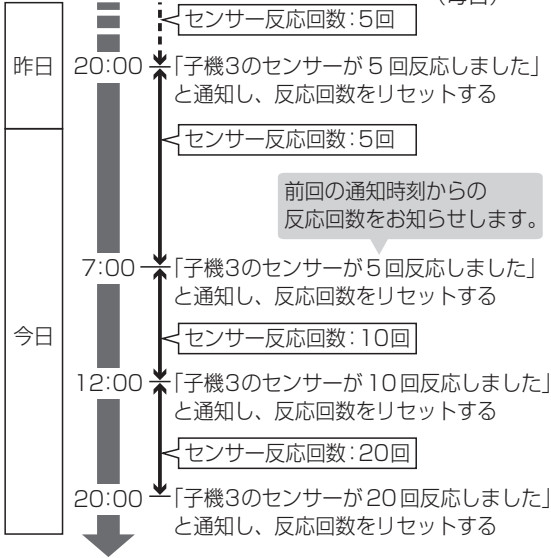 （毎日）
センサー反応回数：5回
昨日
20：00
「子機3のセンサーが5回反応しました」
と通知し、反応回数をリセットする
センサー反応回数：5回
前回の通知時刻からの
反応回数をお知らせします。
7：00
「子機3のセンサーが5回反応しました」
と通知し、反応回数をリセットする
今日
センサー反応回数：10回
12：00
「子機3のセンサーが10回反応しました」
と通知し、反応回数をリセットする
センサー反応回数：20回
20：00
「子機3のセンサーが20回反応しました」
と通知し、反応回数をリセットする